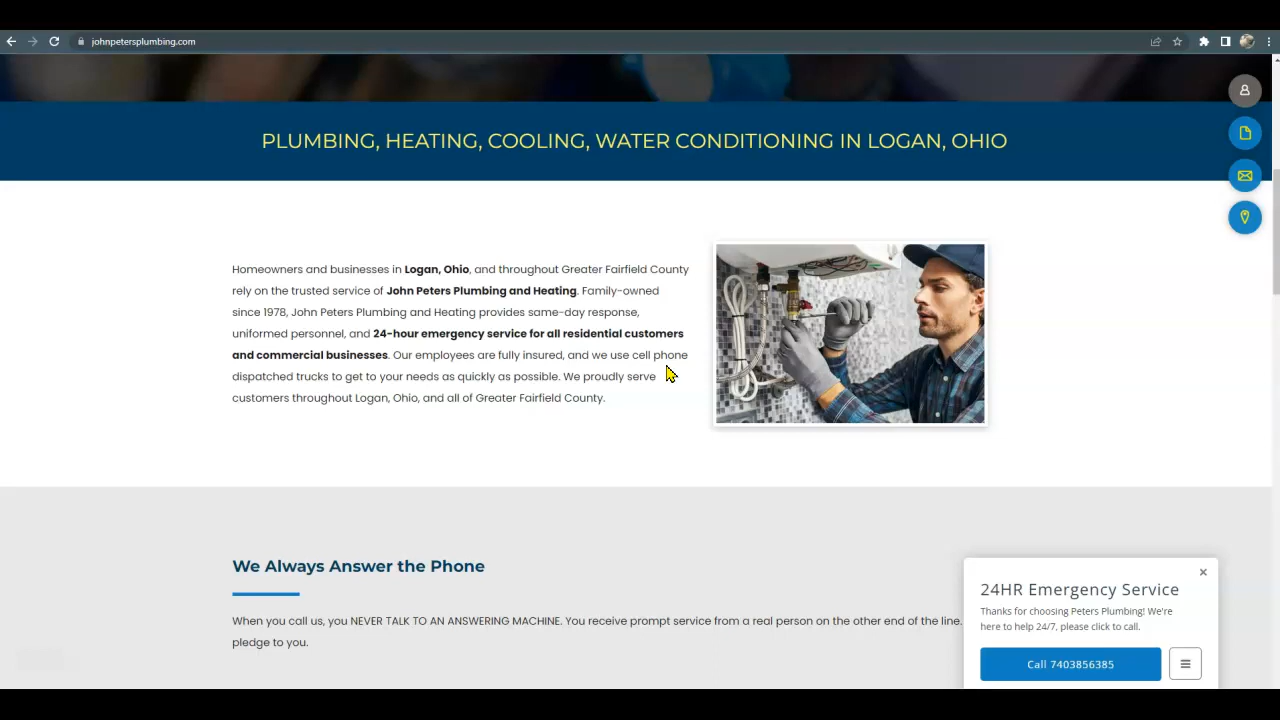 johnpetersplumbing.com
PLUMBING, HEATING, COOLING, WATER CONDITIONING IN LOGAN, OHIO
Homeowners and businesses in Logan, Ohio, and throughout Greater Fairfield County
rely on the trusted service of John Peters Plumbing and Heating. Family-owned
since 1978, John Peters Plumbing and Heating provides same-day response,
uniformed personnel, and 24-hour emergency service for all residential customers
and commercial businesses. Our employees are fully insured, and we use cell phone
dispatched trucks to get to your needs as quickly as possible. We proudly serve
customers throughout Logan, Ohio, and all of Greater Fairfield County.
We Always Answer the Phone
When you call us, you NEVER TALK TO AN ANSWERING MACHINE. You receive prompt service from a real person on the other end of the line.
pledge to you.
24HR Emergency Service
Thanks for choosing Peters Plumbing! We're
here to help 24/7, please click to call.
Call 7403856385